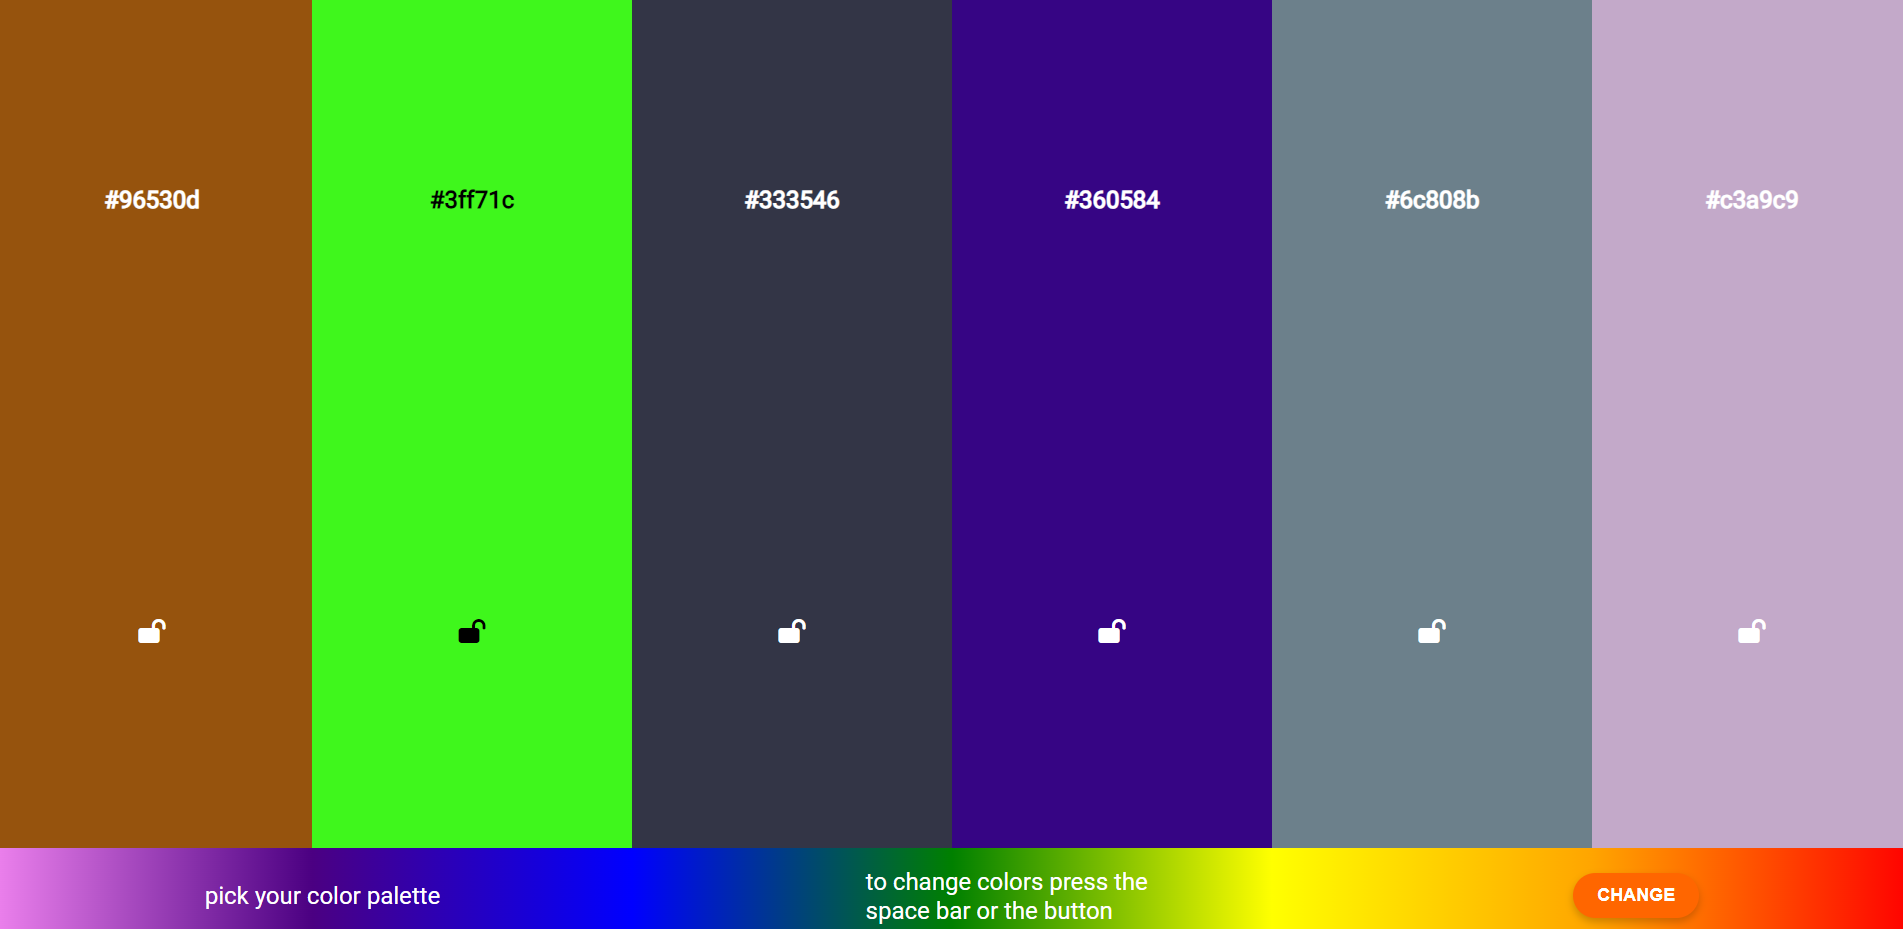 #96530d
#3ff71c
#333546
#360584
#6c808b
#c3a9c9
pick your color palette
to change colors press the
space bar or the button
CHANGE